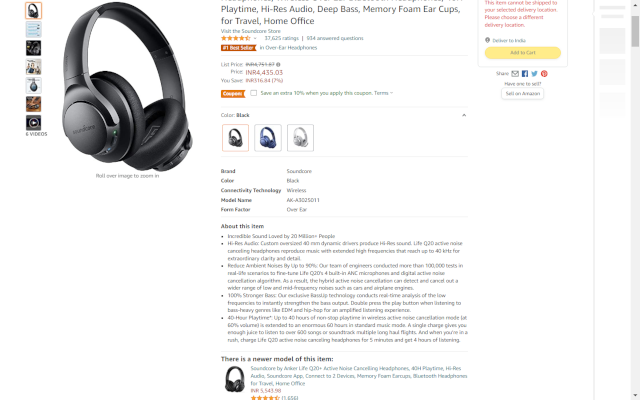 Playtime, Hi-Res Audio, Deep Bass, Memory Foam Ear Cups,
for Travel, Home Office
Visit the Soundcore Store
37,625 ratings | 934 answered questions
#1 Best Seller in Over-Ear Headphones
List Price: INR4,751.87
Price: INR4,435.03
You Save: INR316.84 (7%)
Coupon: Save an extra 10% when you apply this coupon. Terms
Color: Black
Brand Soundcore
Color Black
Connectivity Technology Wireless
Model Name AK-A3025011
Form Factor Over Ear
About this item
Incredible Sound Loved by 20 Million+ People
Hi-Res Audio: Custom oversized 40 mm dynamic drivers produce Hi-Res sound. Life Q20 active noise
canceling headphones reproduce music with extended high frequencies that reach up to 40 kHz for
extraordinary clarity and detail.
Reduce Ambient Noises By Up to 90%: Our team of engineers conducted more than 100,000 tests in
real-life scenarios to fine-tune Life Q20's 4 built-in ANC microphones and digital active noise
cancellation algorithm. As a result, the hybrid active noise cancellation can detect and cancel out a
wider range of low and mid-frequency noises such as cars and airplane engines.
100% Stronger Bass: Our exclusive BassUp technology conducts real-time analysis of the low
frequencies to instantly strengthen the bass output. Double press the play button when listening to
bass-heavy genres like EDM and hip-hop for an amplified listening experience.
40-Hour Playtime*: Up to 40 hours of non-stop playtime in wireless active noise cancellation mode (at
60% volume) is extended to an enormous 60 hours in standard music mode. A single charge gives you
enough juice to listen to over 600 songs or soundtrack multiple long haul flights. And when you're in a
rush, charge Life Q20 active noise canceling headphones for 5 minutes and get 4 hours of listening.
There is a newer model of this item:
Soundcore by Anker Life Q20+ Active Noise Cancelling Headphones, 40H Playtime, Hi-Res
Audio, Soundcore App, Connect to 2 Devices, Memory Foam Earcups, Bluetooth Headphones
for Travel, Home Office
INR 5,543.98
(1,656)
soundcore
6 VIDEOS
Roll over image to zoom in
This item cannot be shipped to
your selected delivery location.
Please choose a different
delivery location.
Deliver to India
Add to Cart
Share
Have one to sell?
Sell on Amazon